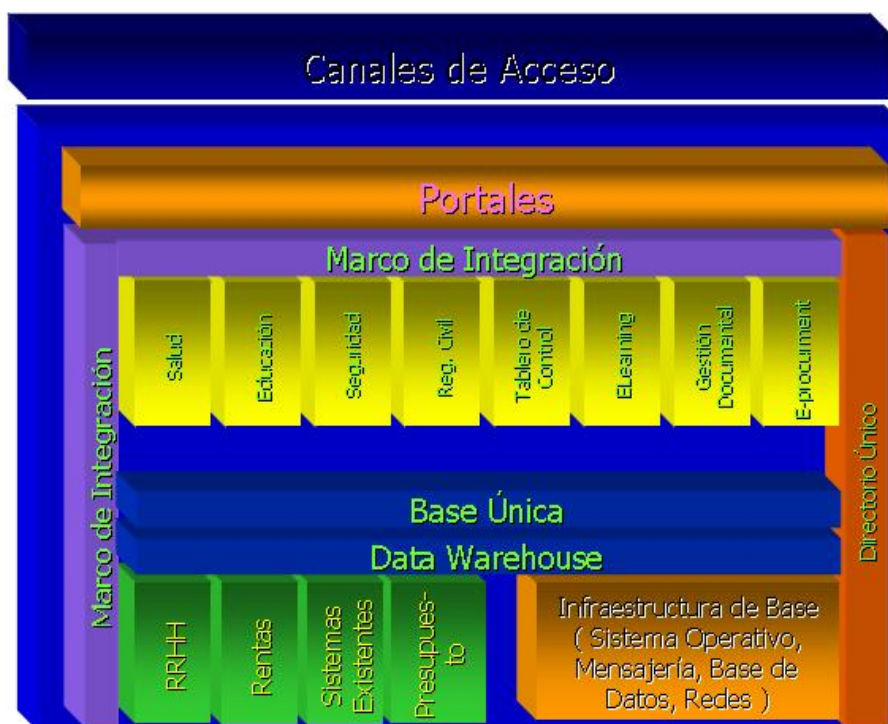 Canales de Acceso
Portales
Marco de Integración
Marco de Integración
Salud
Educación
Seguridad
Reg. Civil
Tablero de
Control
ELearning
Gestión
Documental
E-procurment
Directorio Único
Base Única
Data Warehouse
RRHH
Rentas
Sistemas
Existentes
Presupues-
to
Infraestructura de Base
( Sistema Operativo,
Mensajería, Base de
Datos, Redes )